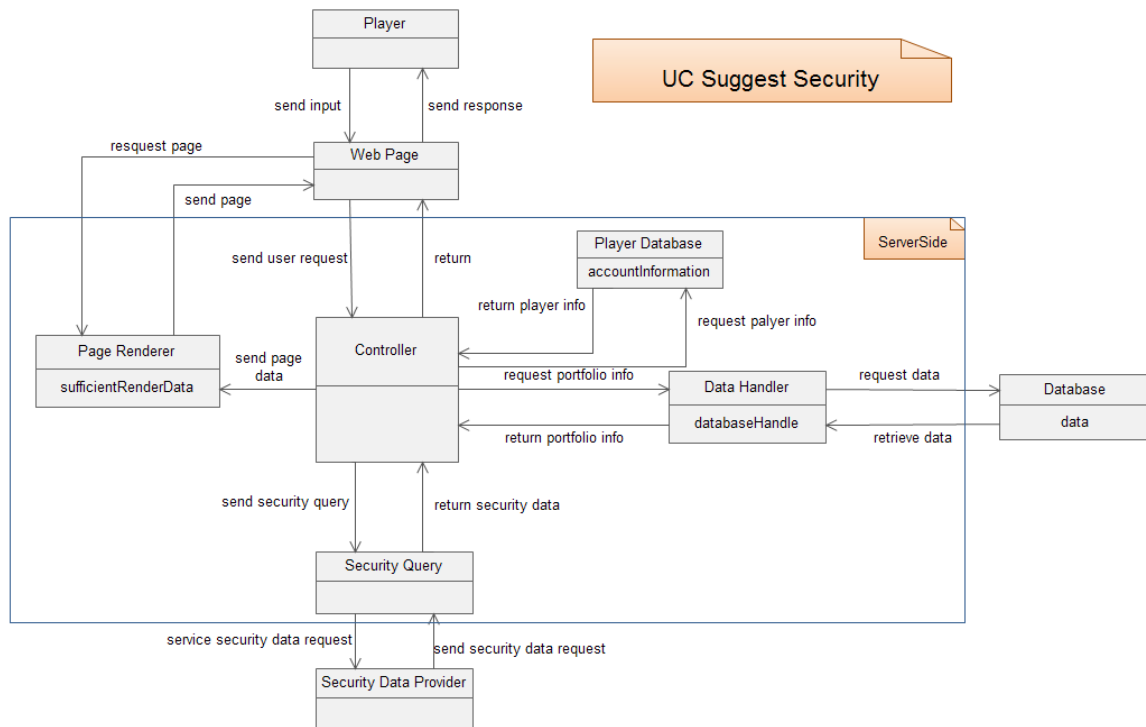 Player
UC Suggest Security
send input
send response
resquest page
Web Page
send page
ServerSide
Player Database
accountInformation
send user request
return
return player info
request palyer info
Page Renderer
sufficientRenderData
send page
data
Controller
request portfolio info
Data Handler
databaseHandle
request data
Database
data
return portfolio info
retrieve data
send security query
return security data
Security Query
service security data request
send security data request
Security Data Provider